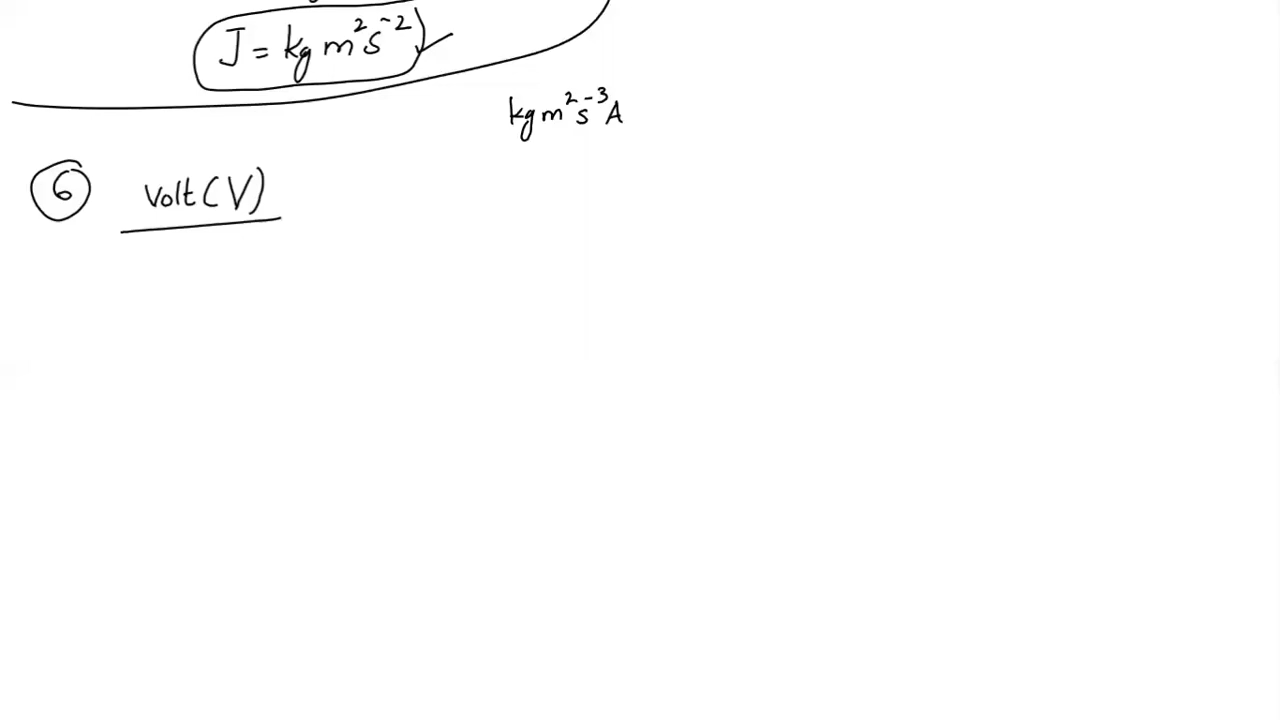 J = kg m²s⁻²
kg m²s⁻³A
6 Volt (V)